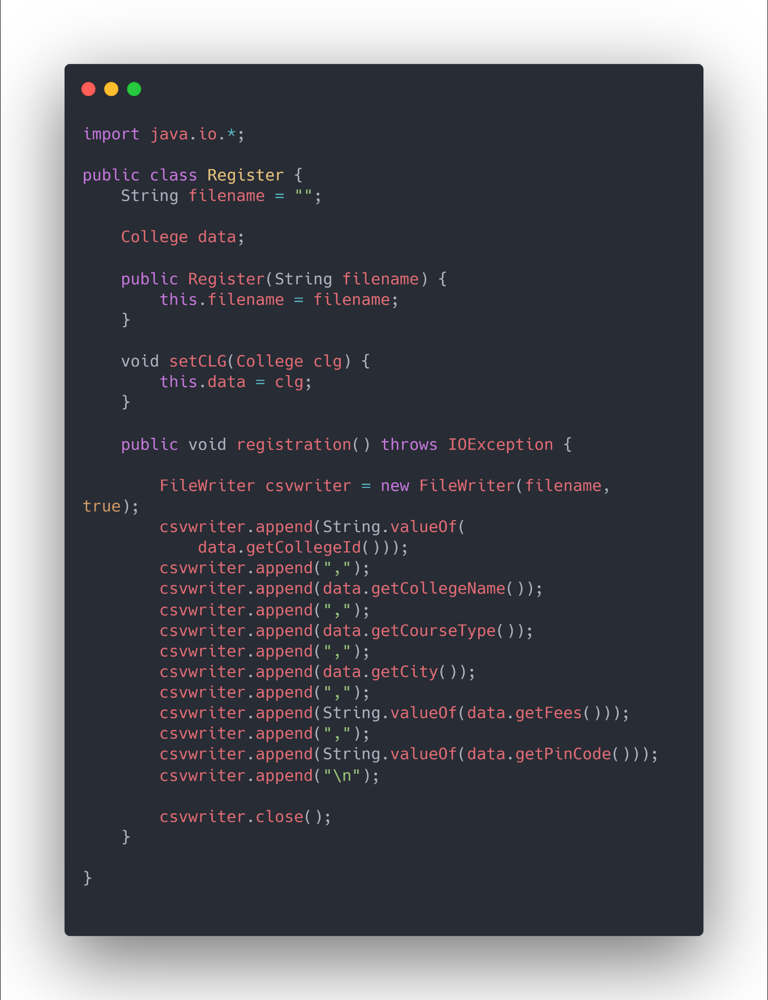 import java.io.*;
public class Register {
    String filename = "";
    College data;
    public Register(String filename) {
        this.filename = filename;
    }
    void setCLG(College clg) {
        this.data = clg;
    }
    public void registration() throws IOException {
        FileWriter csvwriter = new FileWriter(filename,
true);
        csvwriter.append(String.valueOf(
            data.getCollegeId()));
        csvwriter.append(",");
        csvwriter.append(data.getCollegeName());
        csvwriter.append(",");
        csvwriter.append(data.getCourseType());
        csvwriter.append(",");
        csvwriter.append(data.getCity());
        csvwriter.append(",");
        csvwriter.append(String.valueOf(data.getFees()));
        csvwriter.append(",");
        csvwriter.append(String.valueOf(data.getPinCode()));
        csvwriter.append("\n");
        csvwriter.close();
    }
}